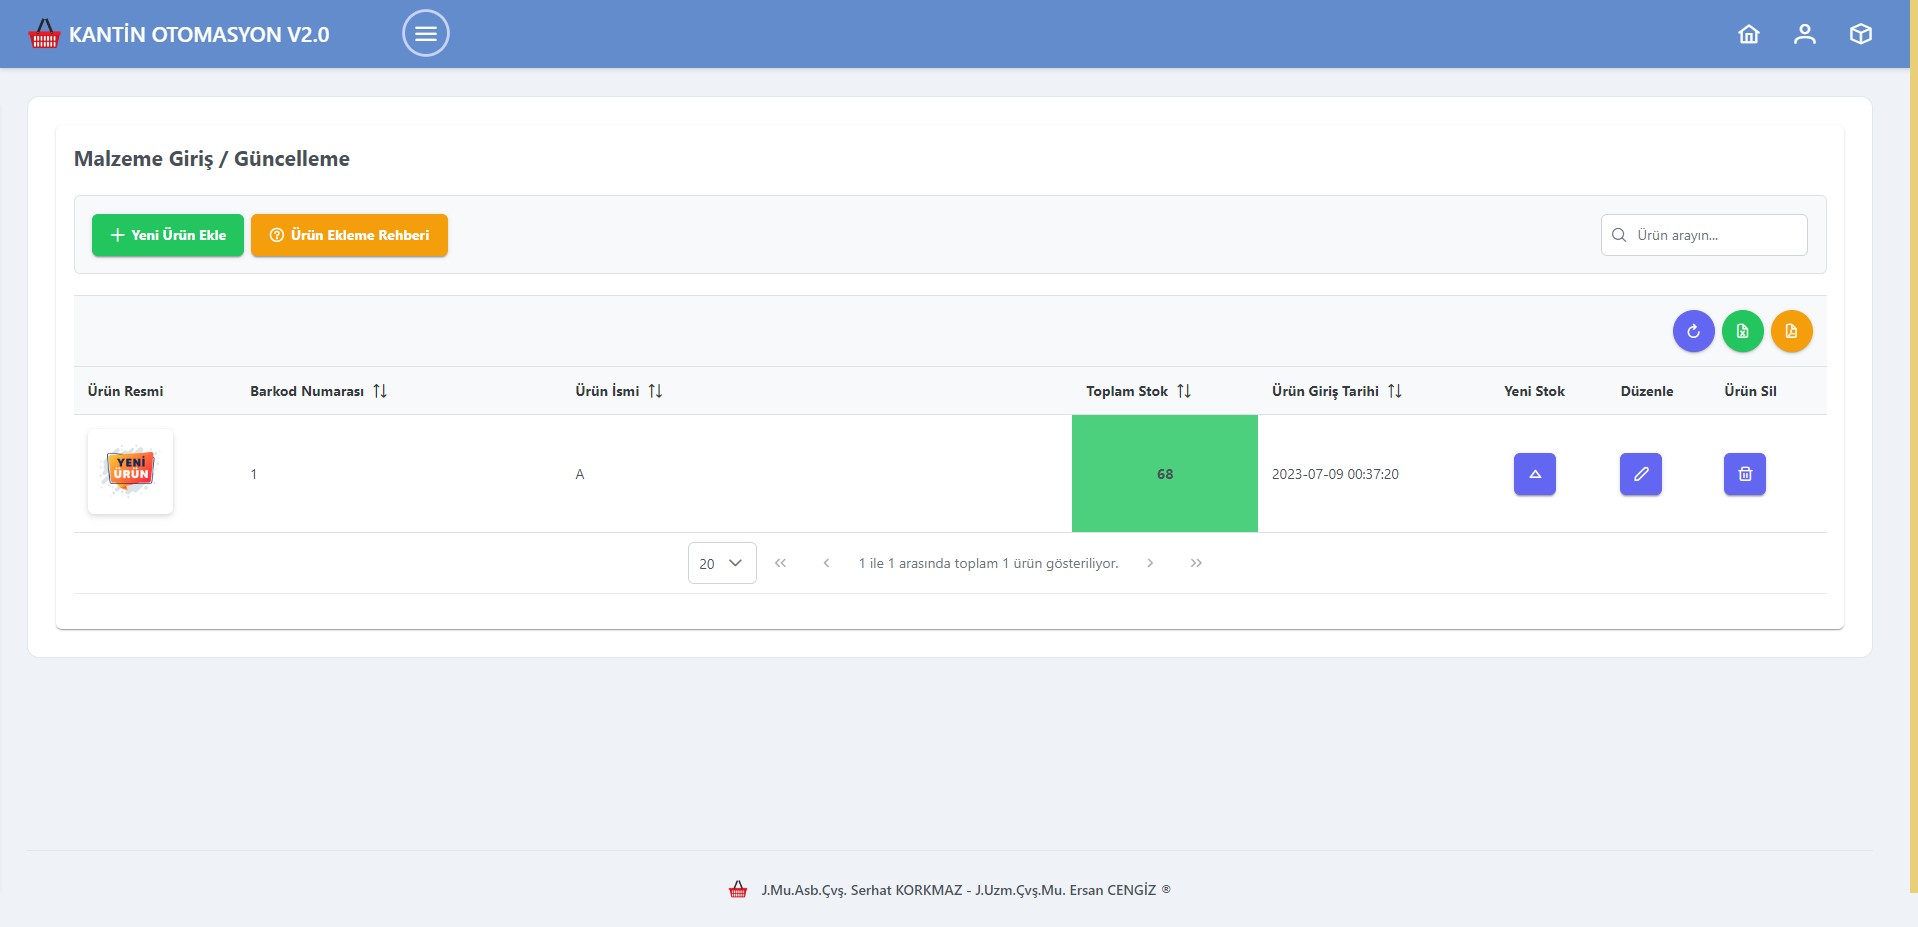 KANTİN OTOMASYON V2.0
Malzeme Giriş / Güncelleme
Yeni Ürün Ekle
Ürün Ekleme Rehberi
Ürün arayın...
Ürün Resmi
Barkod Numarası
Ürün İsmi
Toplam Stok
Ürün Giriş Tarihi
Yeni Stok
Düzenle
Ürün Sil
YENİ
ÜRÜN
1
A
68
2023-07-09 00:37:20
20
1 ile 1 arasında toplam 1 ürün gösteriliyor.
J.Mu.Asb.Çvş. Serhat KORKMAZ - J.Uzm.Çvş.Mu. Ersan CENGİZ ®